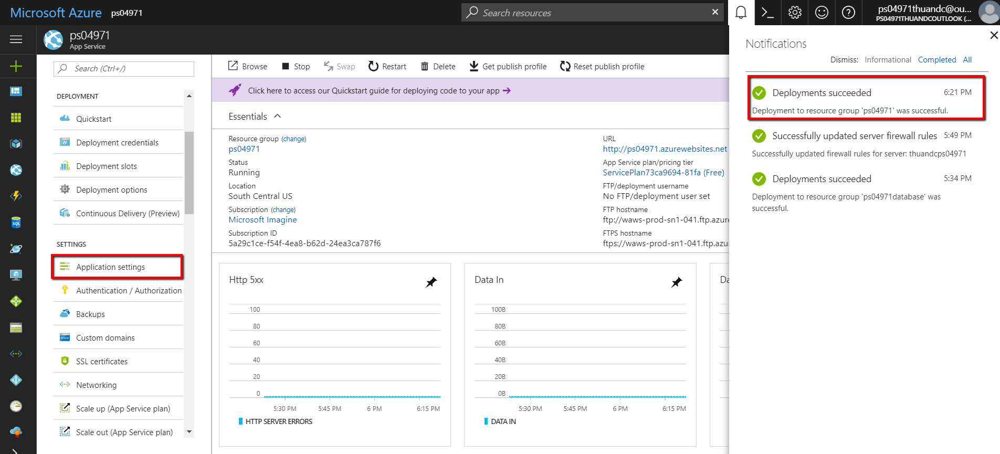 Microsoft Azure ps04971
Search resources
ps04971thuandc@ou...
PS04971THUANDCOUTLOOK (...
ps04971
App Service
Search (Ctrl+/)
DEPLOYMENT
Quickstart
Deployment credentials
Deployment slots
Deployment options
Continuous Delivery (Preview)
SETTINGS
Application settings
Authentication / Authorization
Backups
Custom domains
SSL certificates
Networking
Scale up (App Service plan)
Scale out (App Service plan)
Browse Stop Swap Restart Delete Get publish profile Reset publish profile
Click here to access our Quickstart guide for deploying code to your app
Essentials
Resource group (change)
ps04971
Status
Running
Location
South Central US
Subscription (change)
Microsoft Imagine
Subscription ID
5a29c1ce-f54f-4ea8-b62d-24ea3ca787f6
URL
http://ps04971.azurewebsites.net
App Service plan/pricing tier
ServicePlan73ca9694-81fa (Free)
FTP/deployment username
No FTP/deployment user set
FTP hostname
ftp://waws-prod-sn1-041.ftp.azure
FTPS hostname
ftps://waws-prod-sn1-041.ftp.azu
Http 5xx
100
80
60
40
20
0
5:30 PM 5:45 PM 6 PM 6:15 PM
HTTP SERVER ERRORS
Data In
100B
80B
60B
40B
20B
0B
5:30 PM 5:45 PM 6 PM 6:15 PM
DATA IN
Da
Notifications
Dismiss: Informational Completed All
Deployments succeeded 6:21 PM
Deployment to resource group 'ps04971' was successful.
Successfully updated server firewall rules 5:49 PM
Successfully updated firewall rules for server: thuandcps04971
Deployments succeeded 5:34 PM
Deployment to resource group 'ps04971database' was
successful.